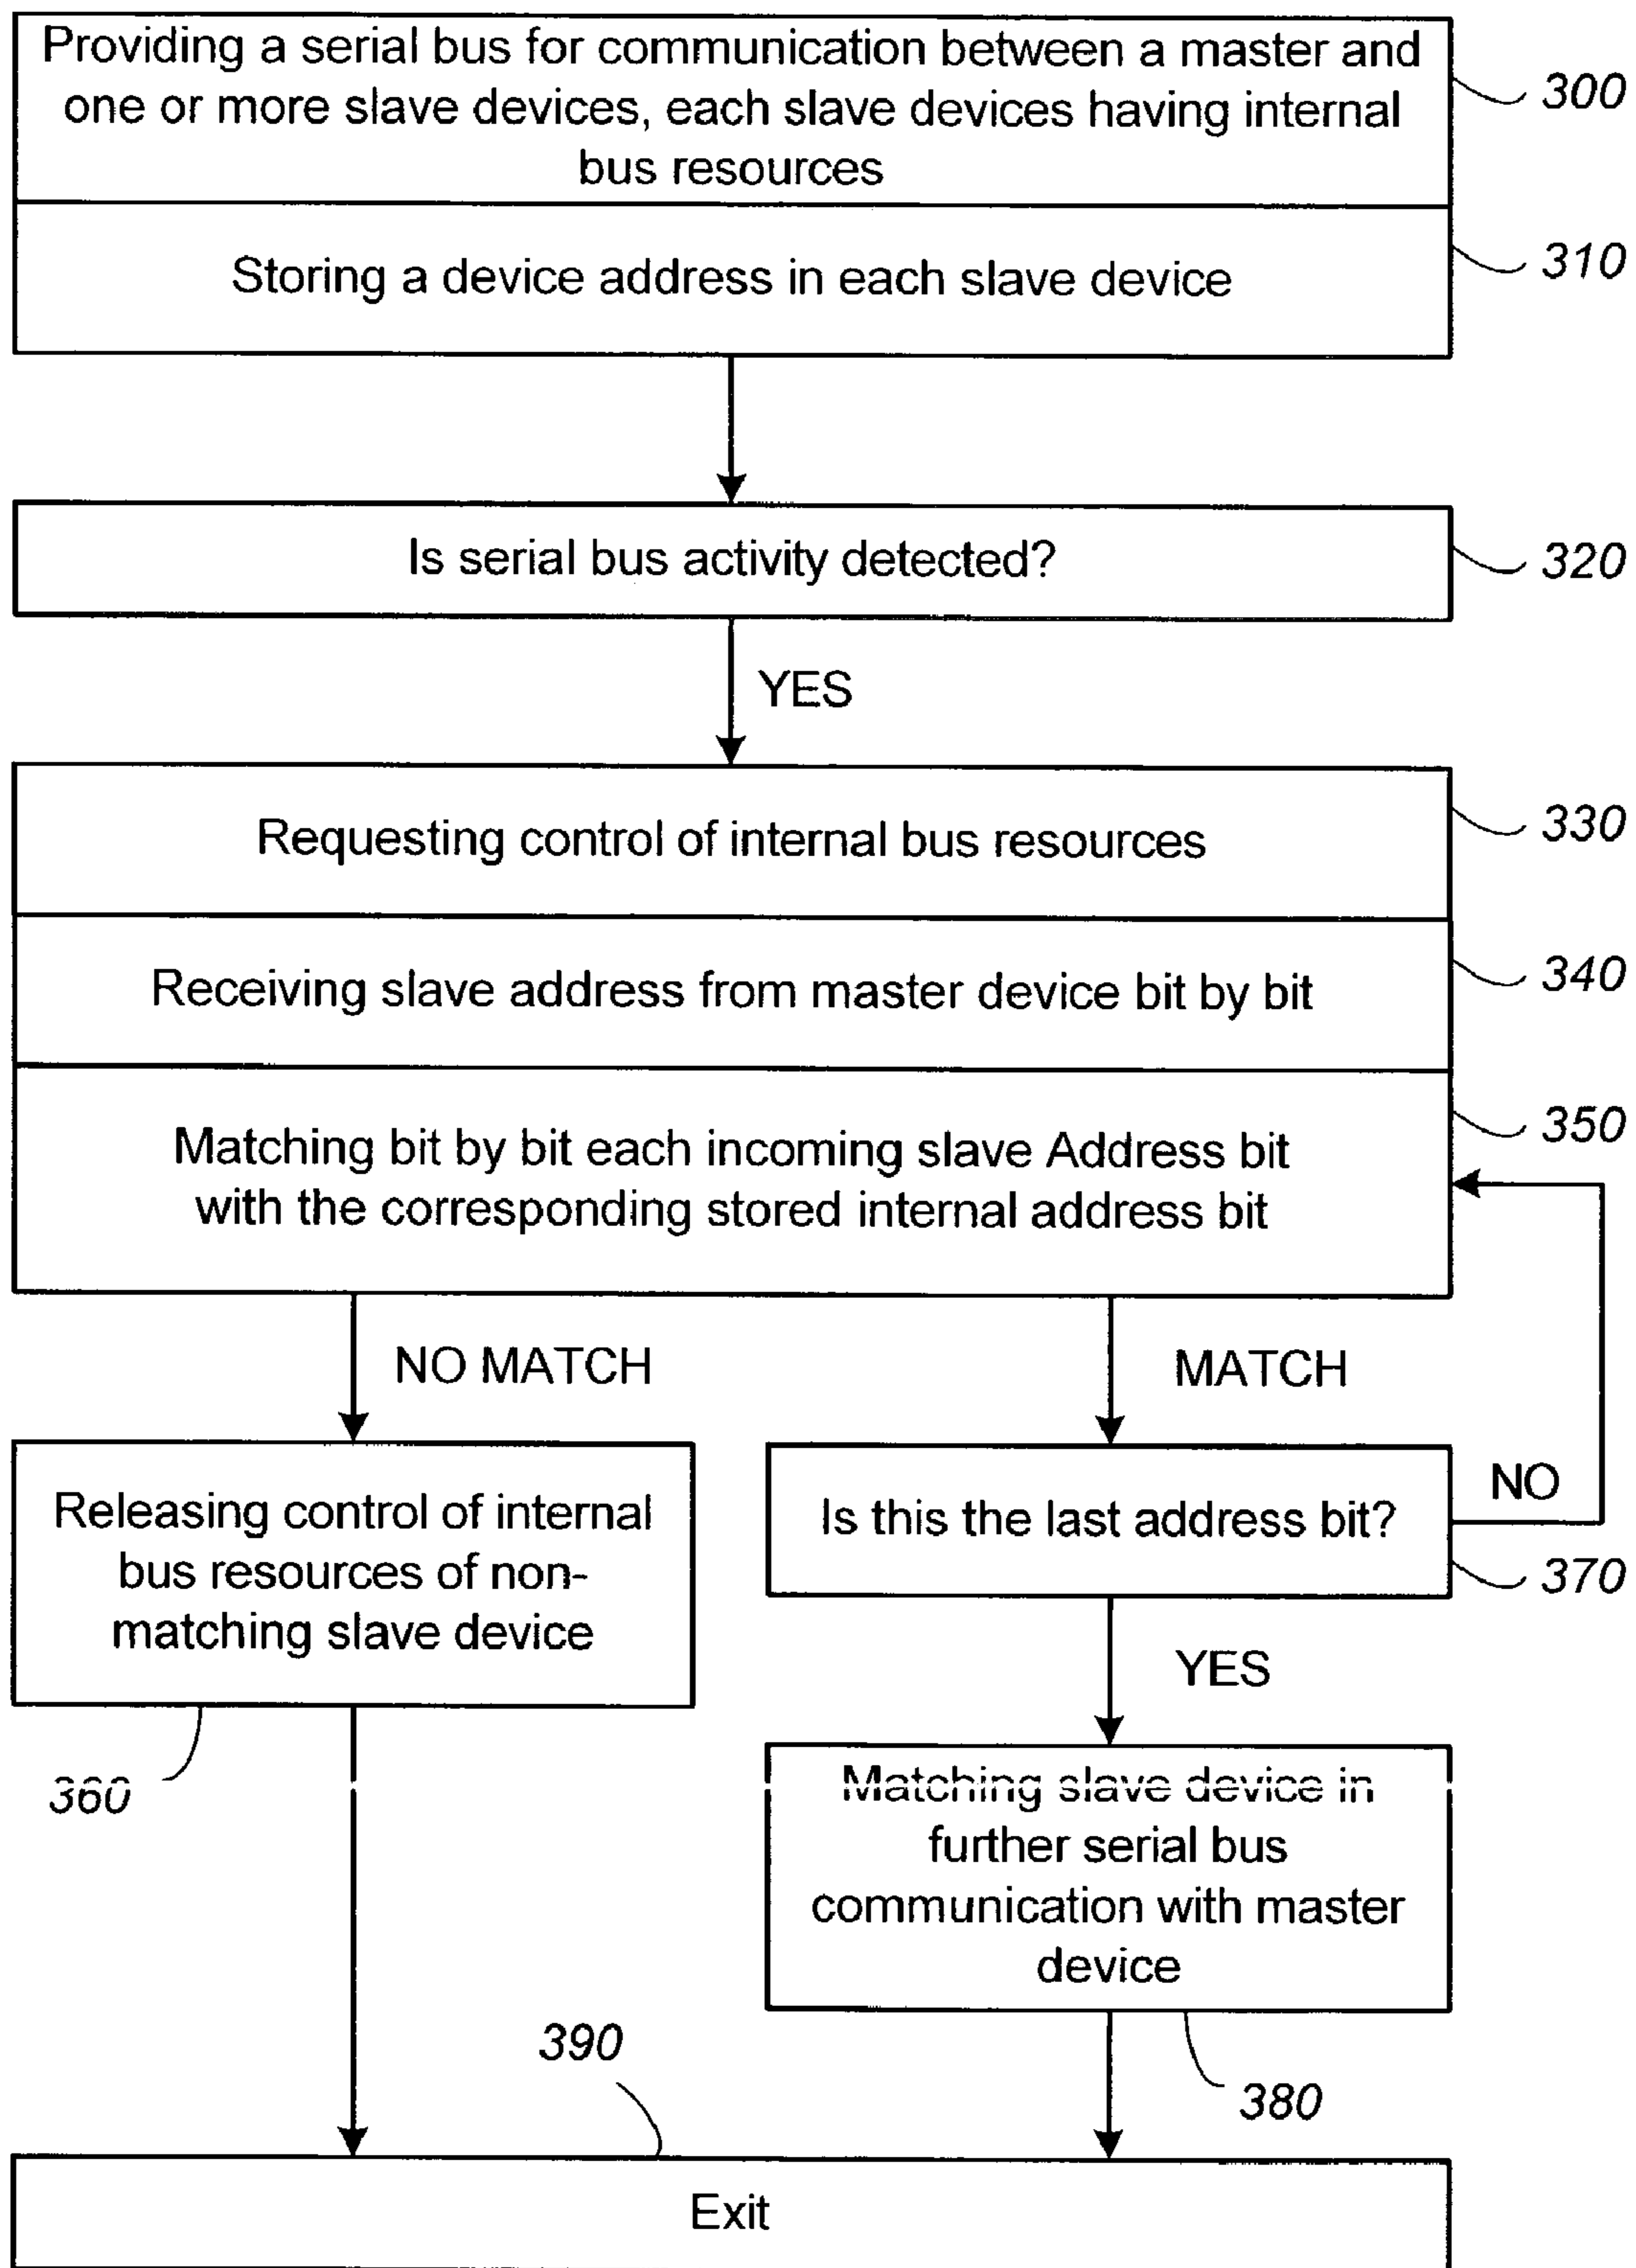 Providing a serial bus for communication between a master and
one or more slave devices, each slave devices having internal
bus resources
300
Storing a device address in each slave device
310
Is serial bus activity detected?
320
YES
Requesting control of internal bus resources
330
Receiving slave address from master device bit by bit
340
Matching bit by bit each incoming slave Address bit
with the corresponding stored internal address bit
350
NO MATCH
MATCH
Releasing control of internal
bus resources of non-
matching slave device
360
Is this the last address bit?
NO
370
YES
Matching slave device in
further serial bus
communication with master
device
380
390
Exit